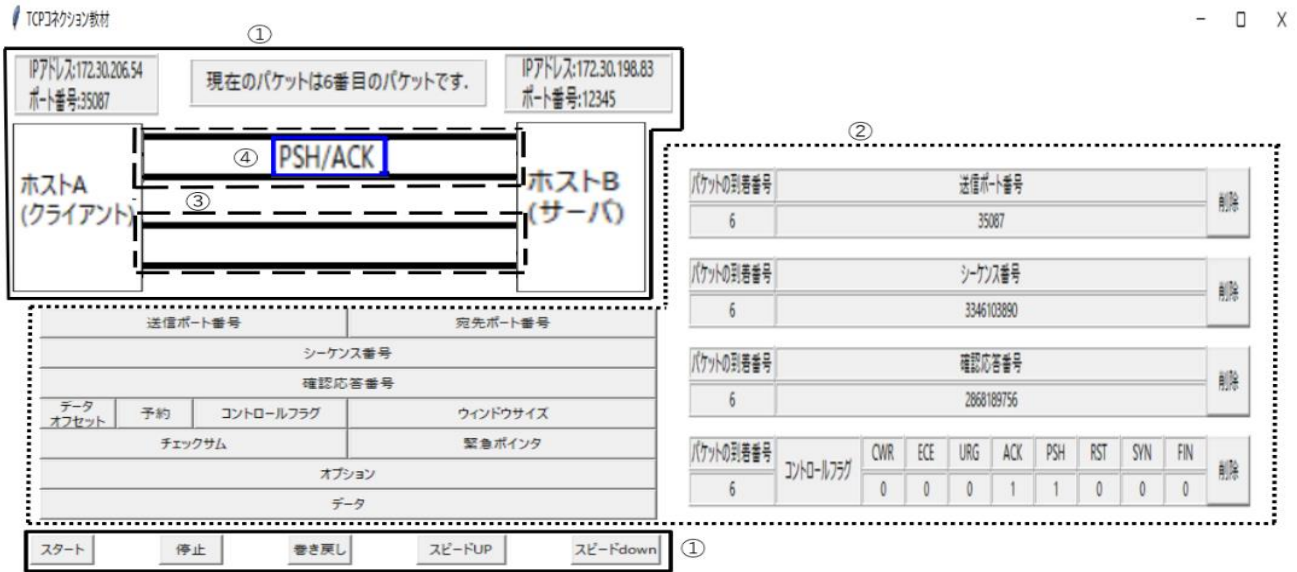 TCPコネクション教材
①
IPアドレス:172.30.206.54
ポート番号:35087
現在のパケットは6番目のパケットです.
IPアドレス:172.30.198.83
ポート番号:12345
ホストA
(クライアント)
④
PSH/ACK
③
ホストB
(サーバ)
②
パケットの到着番号 送信ポート番号 削除
6 35087
パケットの到着番号 シーケンス番号 削除
6 3346103890
パケットの到着番号 確認応答番号 削除
6 2868189756
パケットの到着番号 コントロールフラグ CWR ECE URG ACK PSH RST SYN FIN 削除
6 0 0 0 1 1 0 0 0
送信ポート番号 宛先ポート番号
シーケンス番号
確認応答番号
データ
オフセット 予約 コントロールフラグ ウィンドウサイズ
チェックサム 緊急ポインタ
オプション
データ
スタート 停止 巻き戻し スピードUP スピードdown ①